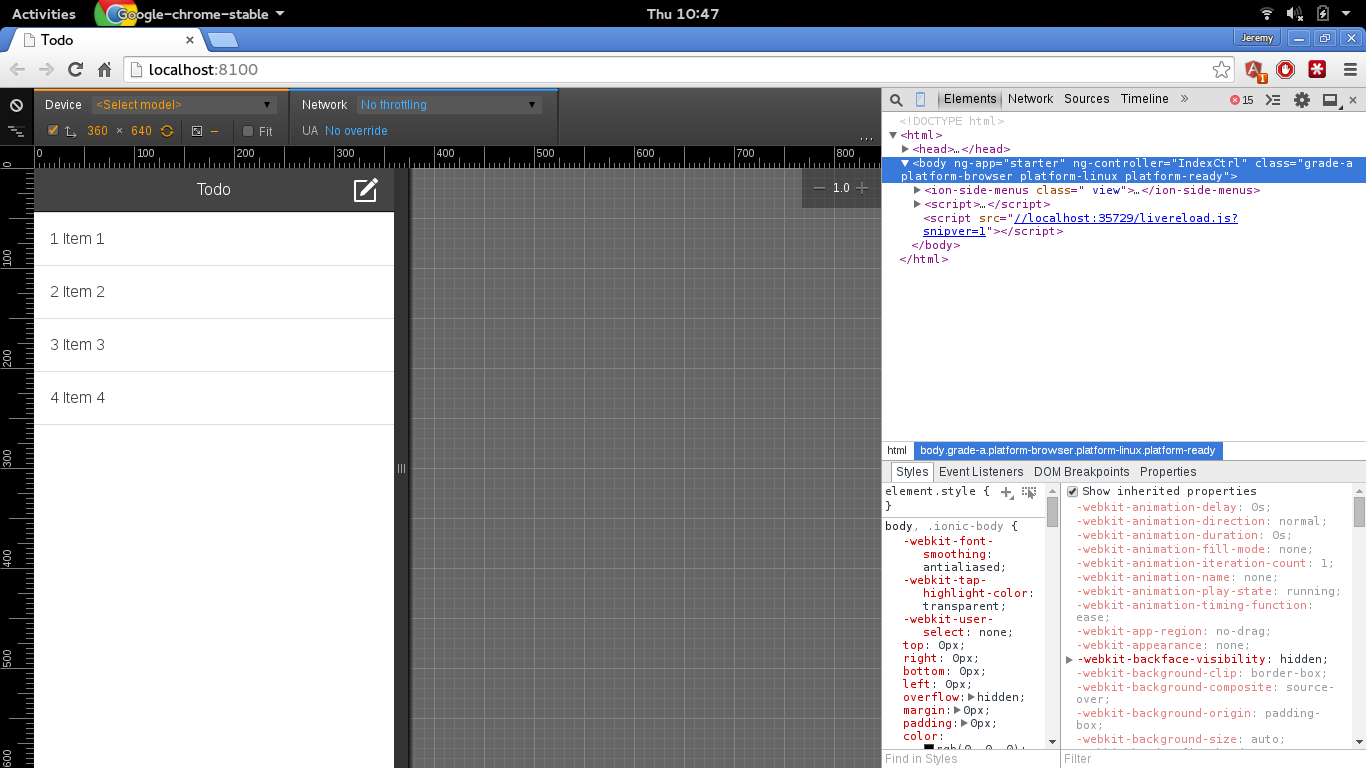 Activities
Google-chrome-stable
Thu 10:47
Todo
Jeremy
localhost:8100
1
Device <Select model>
Network No throttling
360 × 640
Fit
UA No override
...
0 100 200 300 400 500 600 700 800
0
100
200
300
400
500
600
Todo
1.0
1 Item 1
2 Item 2
3 Item 3
4 Item 4
Elements Network Sources Timeline » 15
<!DOCTYPE html>
<html>
<head>…</head>
<body ng-app="starter" ng-controller="IndexCtrl" class="grade-a
platform-browser platform-linux platform-ready">
<ion-side-menus class=" view">…</ion-side-menus>
<script>…</script>
<script src="//localhost:35729/livereload.js?
snipver=1"></script>
</body>
</html>
html body.grade-a.platform-browser.platform-linux.platform-ready
Styles Event Listeners DOM Breakpoints Properties
element.style {
}
body, .ionic-body {
-webkit-font-
smoothing:
antialiased;
-webkit-tap-
highlight-color:
transparent;
-webkit-user-
select: none;
top: 0px;
right: 0px;
bottom: 0px;
left: 0px;
overflow: hidden;
margin: 0px;
padding: 0px;
color:
rgb(0, 0, 0);
Find in Styles
Show inherited properties
-webkit-animation-delay: 0s;
-webkit-animation-direction: normal;
-webkit-animation-duration: 0s;
-webkit-animation-fill-mode: none;
-webkit-animation-iteration-count: 1;
-webkit-animation-name: none;
-webkit-animation-play-state: running;
-webkit-animation-timing-function:
ease;
-webkit-app-region: no-drag;
-webkit-appearance: none;
-webkit-backface-visibility: hidden;
-webkit-background-clip: border-box;
-webkit-background-composite: source-
over;
-webkit-background-origin: padding-
box;
-webkit-background-size: auto;
Filter